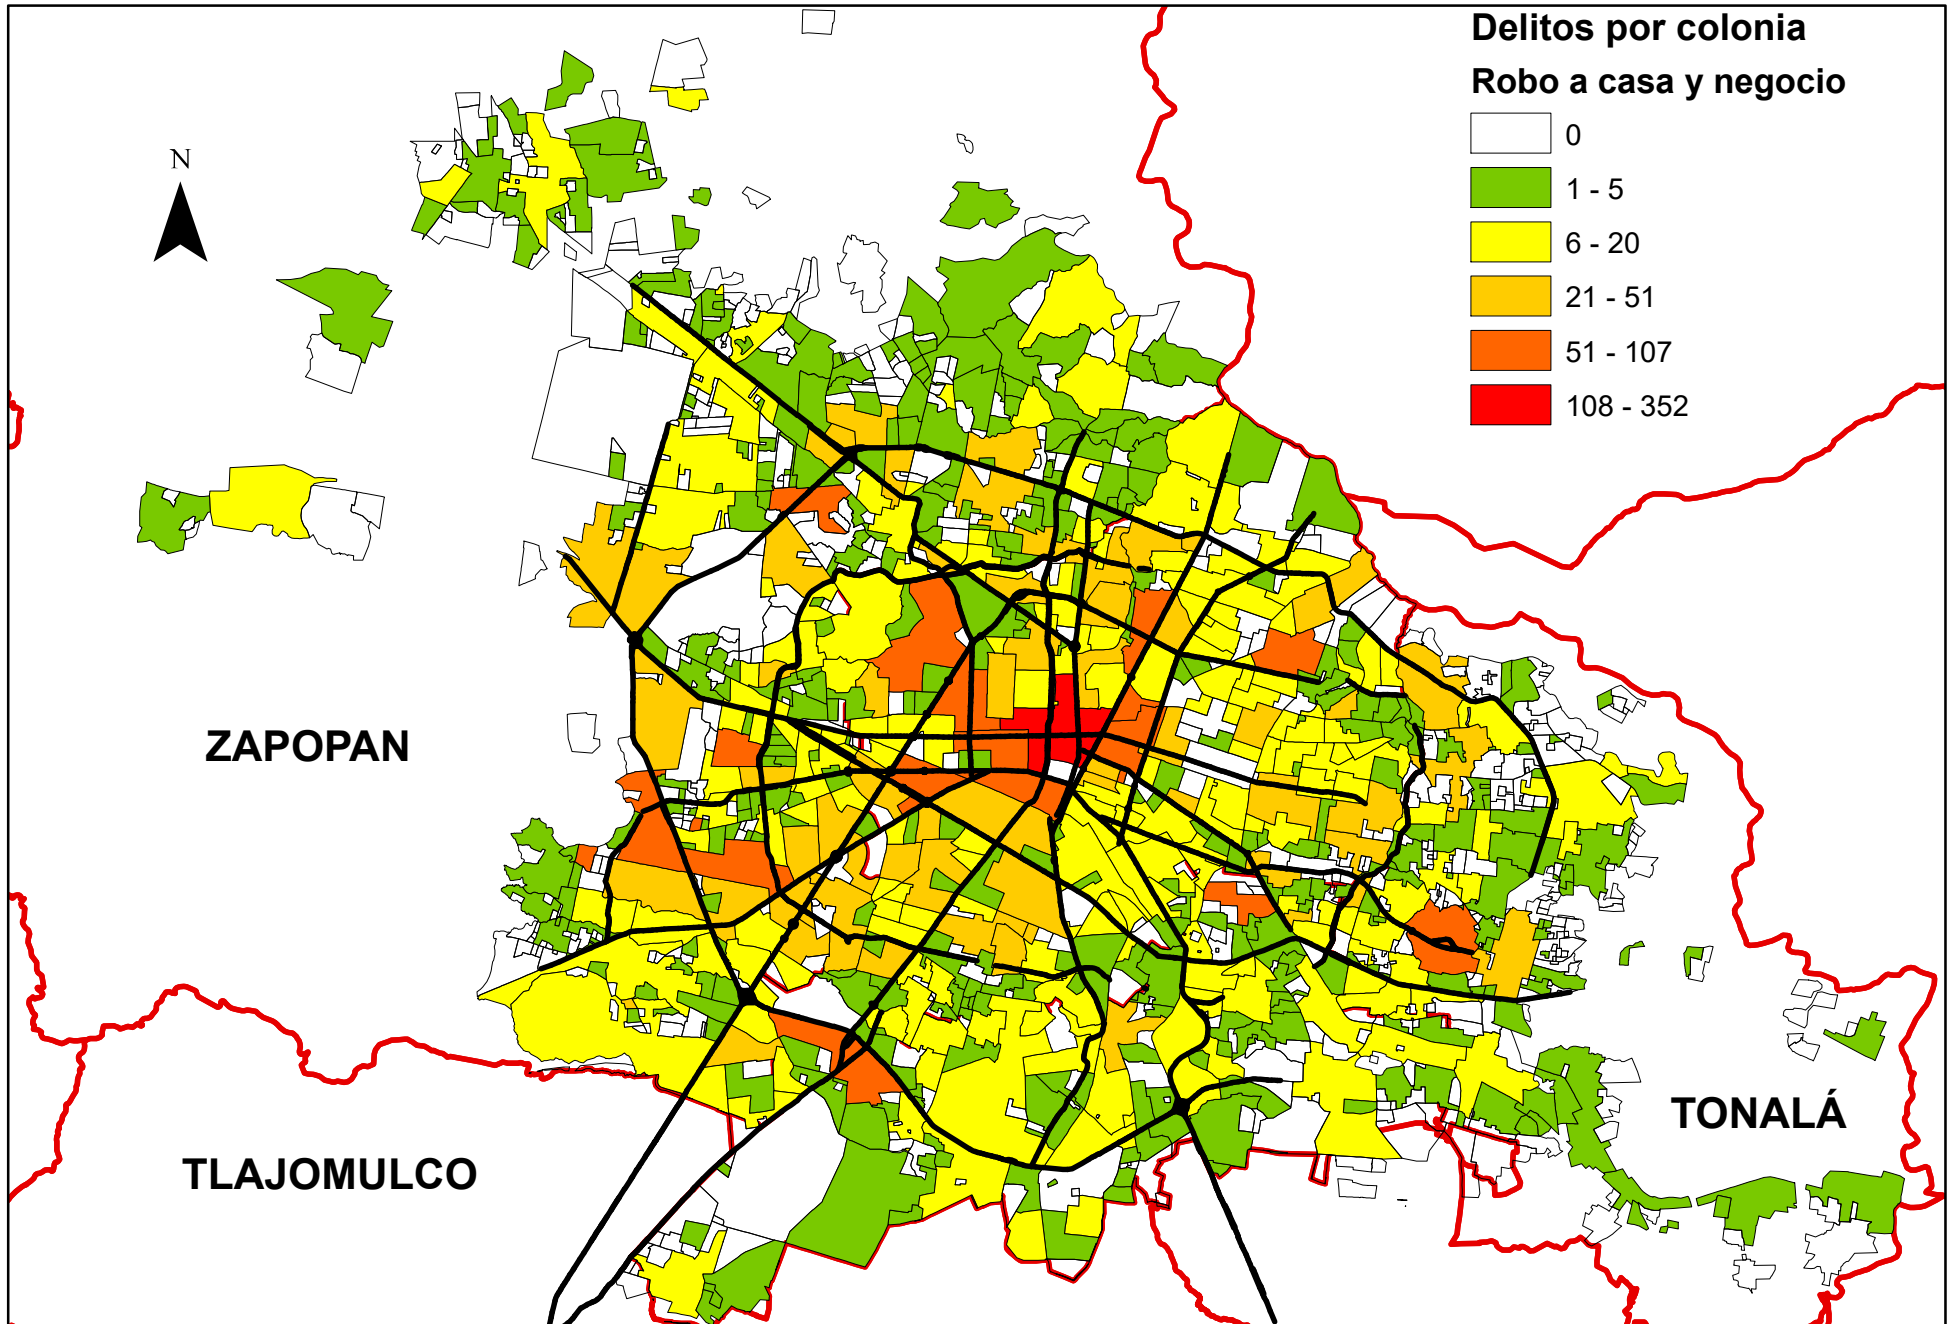 Delitos por colonia
Robo a casa y negocio
0
1 - 5
6 - 20
21 - 51
51 - 107
108 - 352
N
ZAPOPAN
TLAJOMULCO
TONALÁ